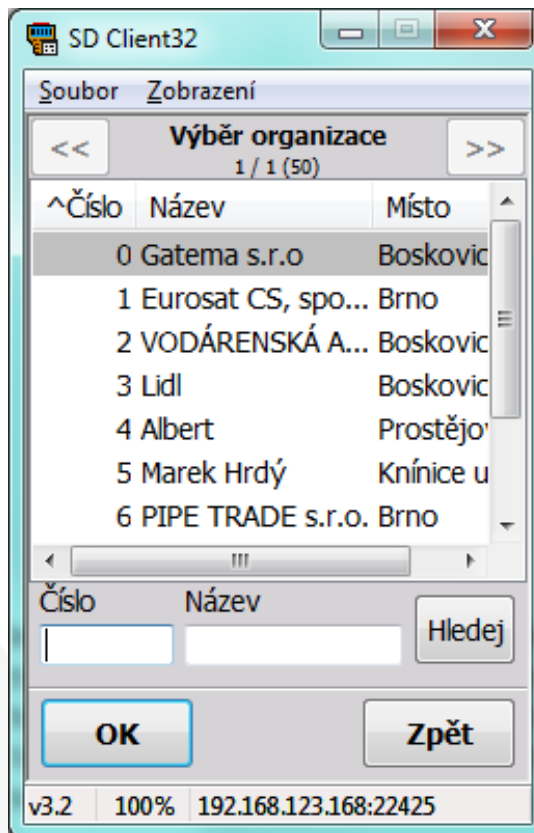 SD Client32
Soubor Zobrazení
<< Výběr organizace >>
1 / 1 (50)
^Číslo Název Místo
0 Gatema s.r.o Boskovic
1 Eurosat CS, spo... Brno
2 VODÁRENSKÁ A... Boskovic
3 Lidl Boskovic
4 Albert Prostějov
5 Marek Hrdý Knínice u
6 PIPE TRADE s.r.o. Brno
Číslo Název
Hledej
OK Zpět
v3.2 100% 192.168.123.168:22425